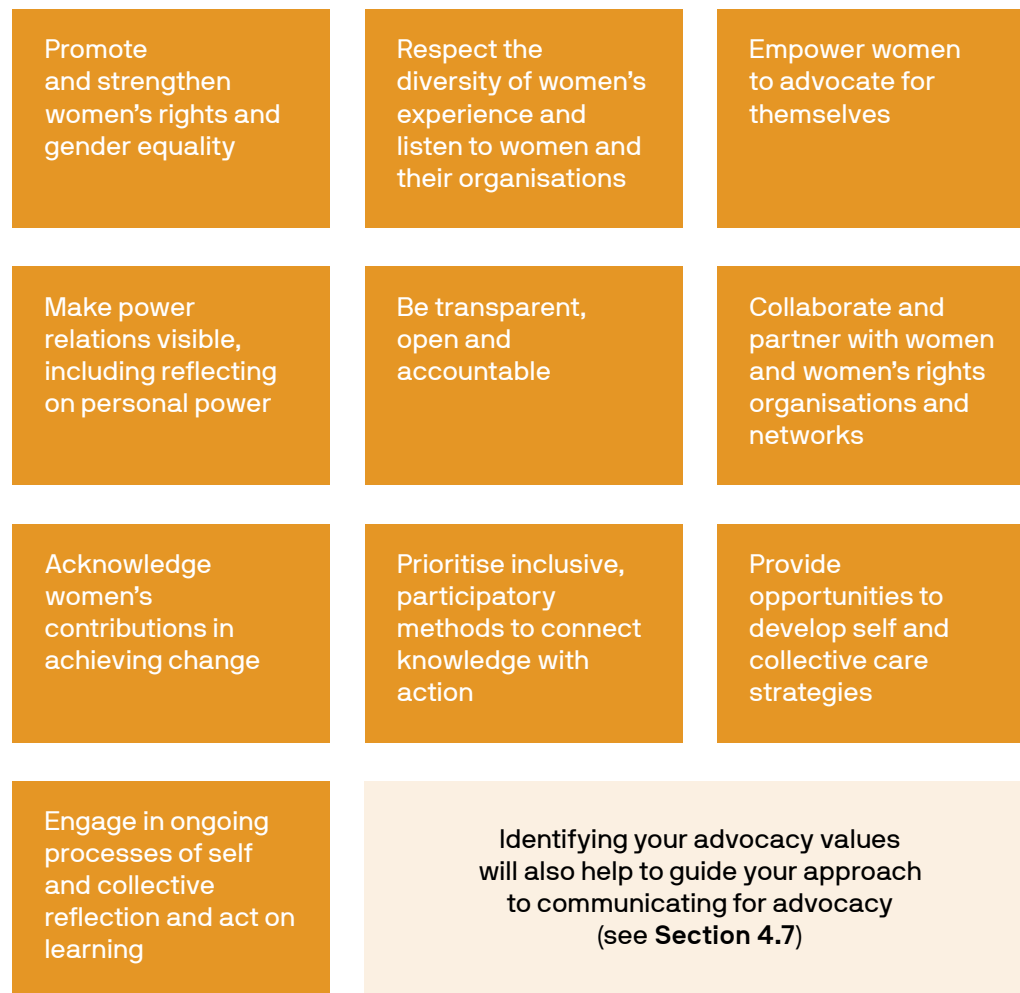 Promote
and strengthen
women's rights and
gender equality
Respect the
diversity of women's
experience and
listen to women and
their organisations
Empower women
to advocate for
themselves
Make power
relations visible,
including reflecting
on personal power
Be transparent,
open and
accountable
Collaborate and
partner with women
and women's rights
organisations and
networks
Acknowledge
women's
contributions in
achieving change
Prioritise inclusive,
participatory
methods to connect
knowledge with
action
Provide
opportunities to
develop self and
collective care
strategies
Engage in ongoing
processes of self
and collective
reflection and act on
learning
Identifying your advocacy values
will also help to guide your approach
to communicating for advocacy
(see Section 4.7)